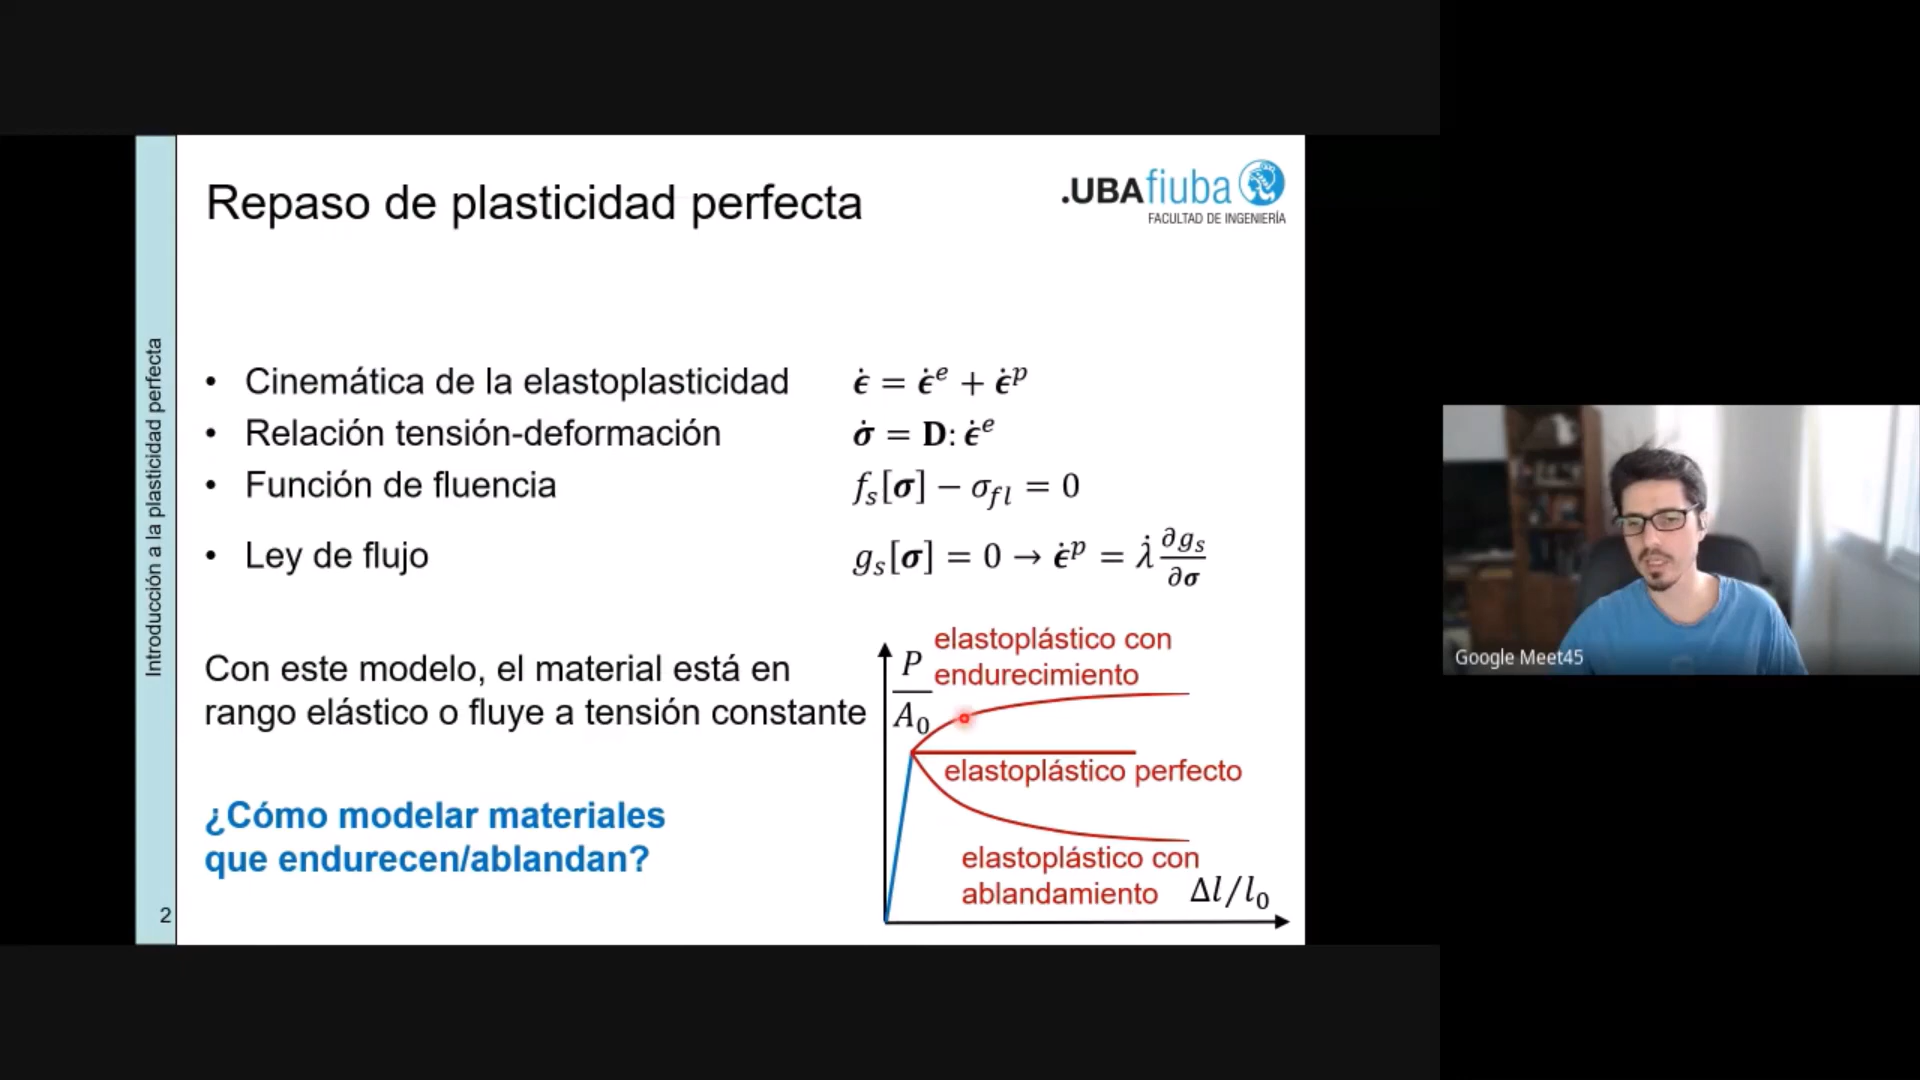 Repaso de plasticidad perfecta
.UBAfiuba
FACULTAD DE INGENIERÍA
Introducción a la plasticidad perfecta
• Cinemática de la elastoplasticidad ϵ̇ = ϵ̇ᵉ + ϵ̇ᵖ
• Relación tensión-deformación σ̇ = D: ϵ̇ᵉ
• Función de fluencia fₛ[σ] − σ_fl = 0
• Ley de flujo gₛ[σ] = 0 → ϵ̇ᵖ = λ̇ ∂gₛ/∂σ
Con este modelo, el material está en
rango elástico o fluye a tensión constante
¿Cómo modelar materiales
que endurecen/ablandan?
P/A₀
elastoplástico con
endurecimiento
elastoplástico perfecto
elastoplástico con
ablandamiento
Δl/l₀
2
Google Meet45